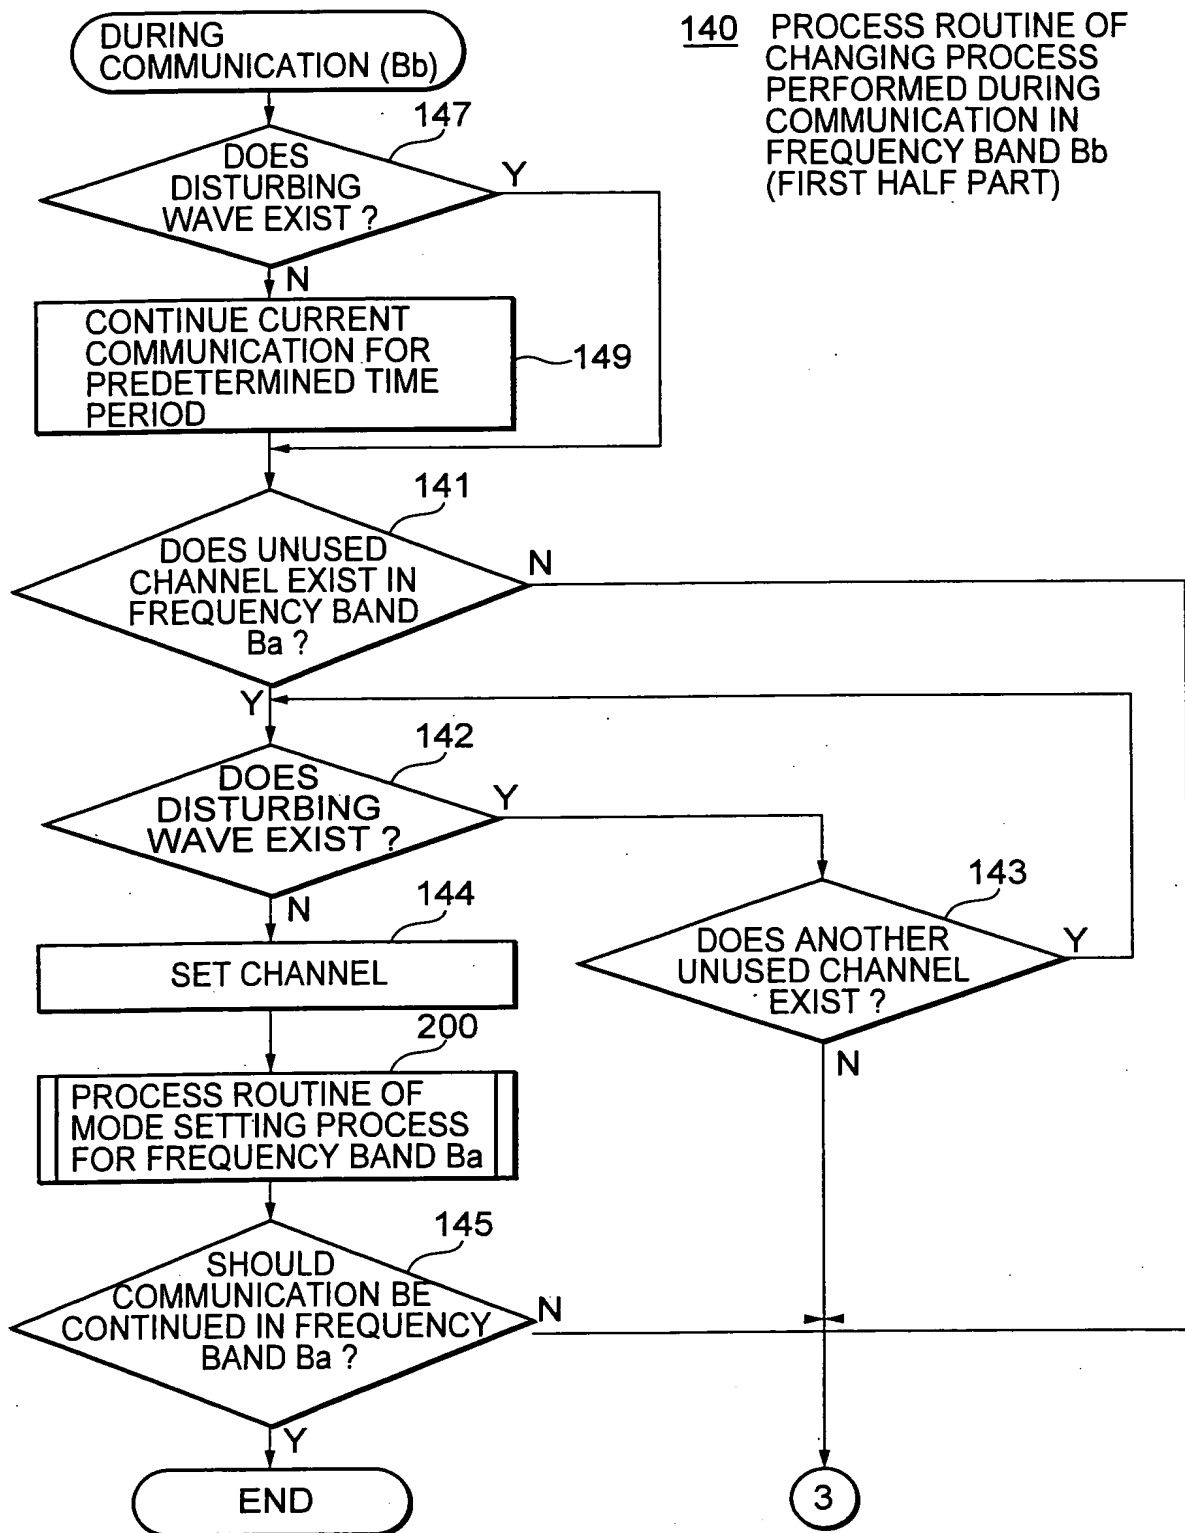 DURING
COMMUNICATION (Bb)
140 PROCESS ROUTINE OF
CHANGING PROCESS
PERFORMED DURING
COMMUNICATION IN
FREQUENCY BAND Bb
(FIRST HALF PART)
147
DOES
DISTURBING
WAVE EXIST ?
Y
N
CONTINUE CURRENT
COMMUNICATION FOR
PREDETERMINED TIME
PERIOD
149
141
DOES UNUSED
CHANNEL EXIST IN
FREQUENCY BAND
Ba ?
N
Y
142
DOES
DISTURBING
WAVE EXIST ?
Y
N
143
DOES ANOTHER
UNUSED CHANNEL
EXIST ?
Y
N
144
SET CHANNEL
200
PROCESS ROUTINE OF
MODE SETTING PROCESS
FOR FREQUENCY BAND Ba
145
SHOULD
COMMUNICATION BE
CONTINUED IN FREQUENCY
BAND Ba ?
N
Y
END
3